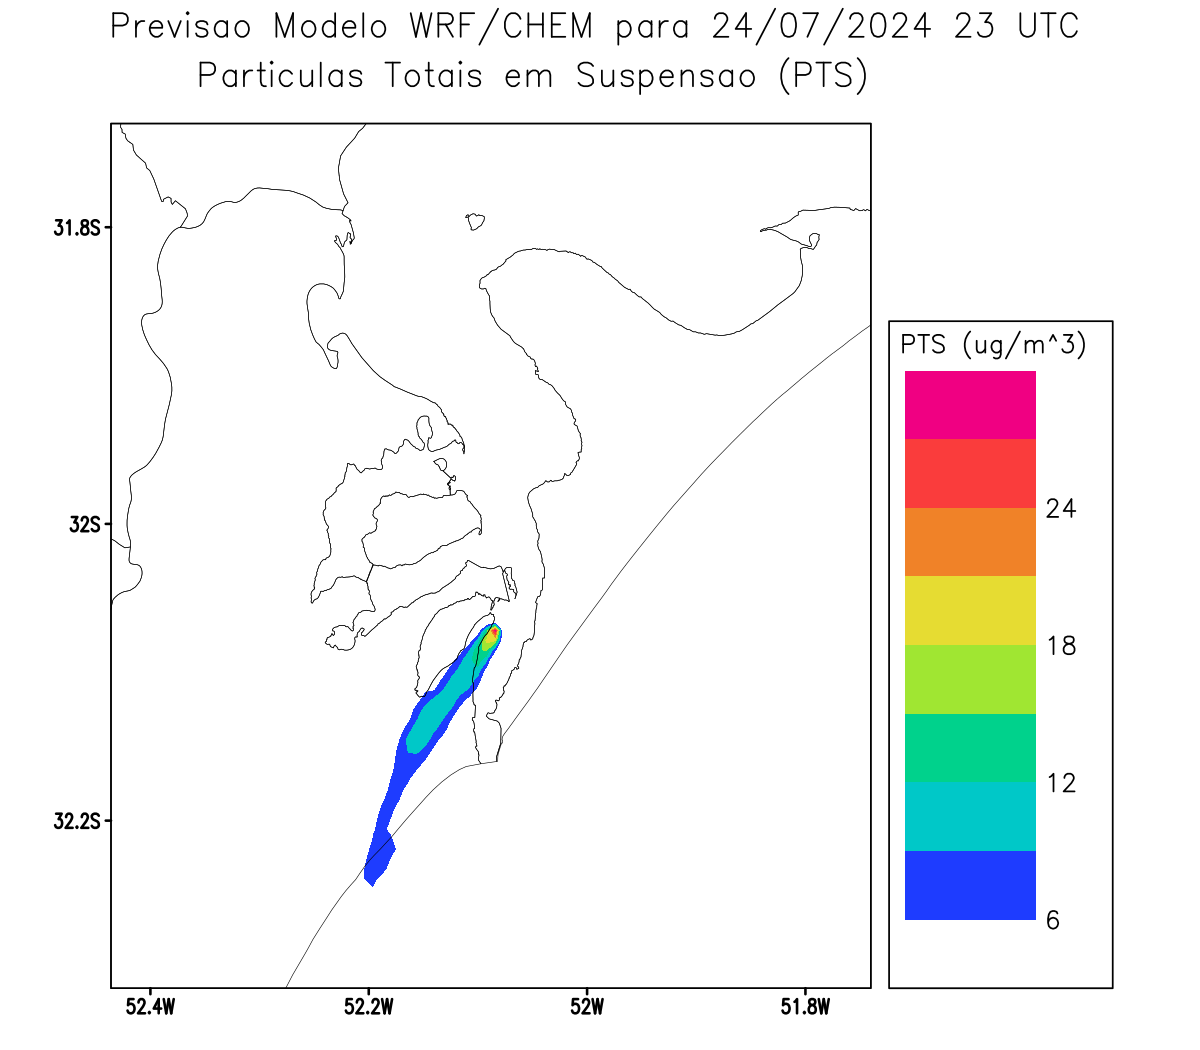 Previsao Modelo WRF/CHEM para 24/07/2024 23 UTC
Particulas Totais em Suspensao (PTS)
31.8S
32S
32.2S
52.4W
52.2W
52W
51.8W
PTS (ug/m^3)
24
18
12
6